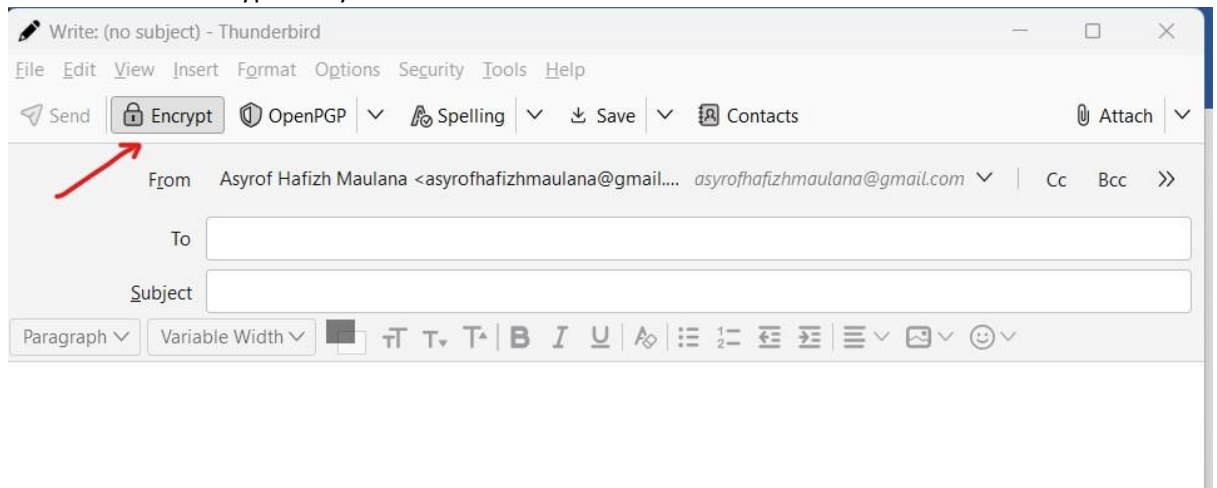 Write: (no subject) - Thunderbird
File Edit View Insert Format Options Security Tools Help
Send Encrypt OpenPGP Spelling Save Contacts Attach
From Asyrof Hafizh Maulana <asyrofhafizhmaulana@gmail.... asyrofhafizhmaulana@gmail.com Cc Bcc
To
Subject
Paragraph Variable Width B I U